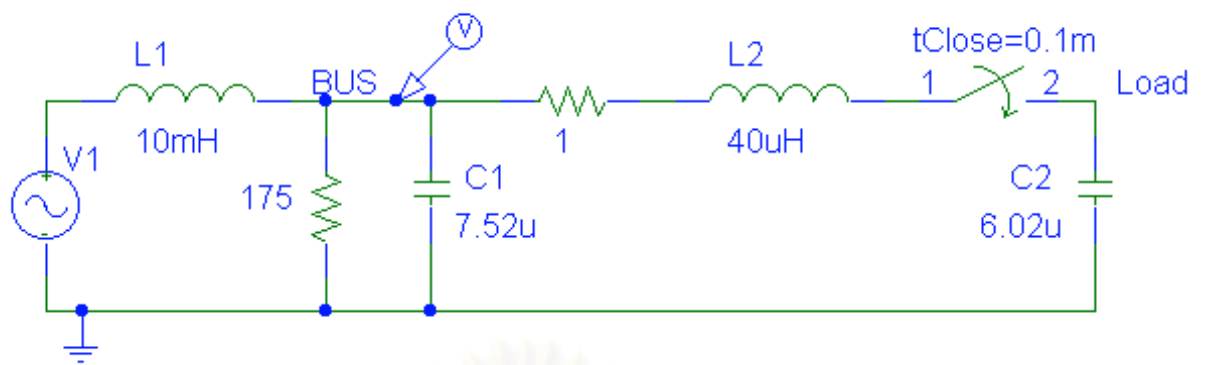 V
L1
BUS
L2
tClose=0.1m
1
2
Load
10mH
1
40uH
V1
+
-
175
C1
7.52u
C2
6.02u